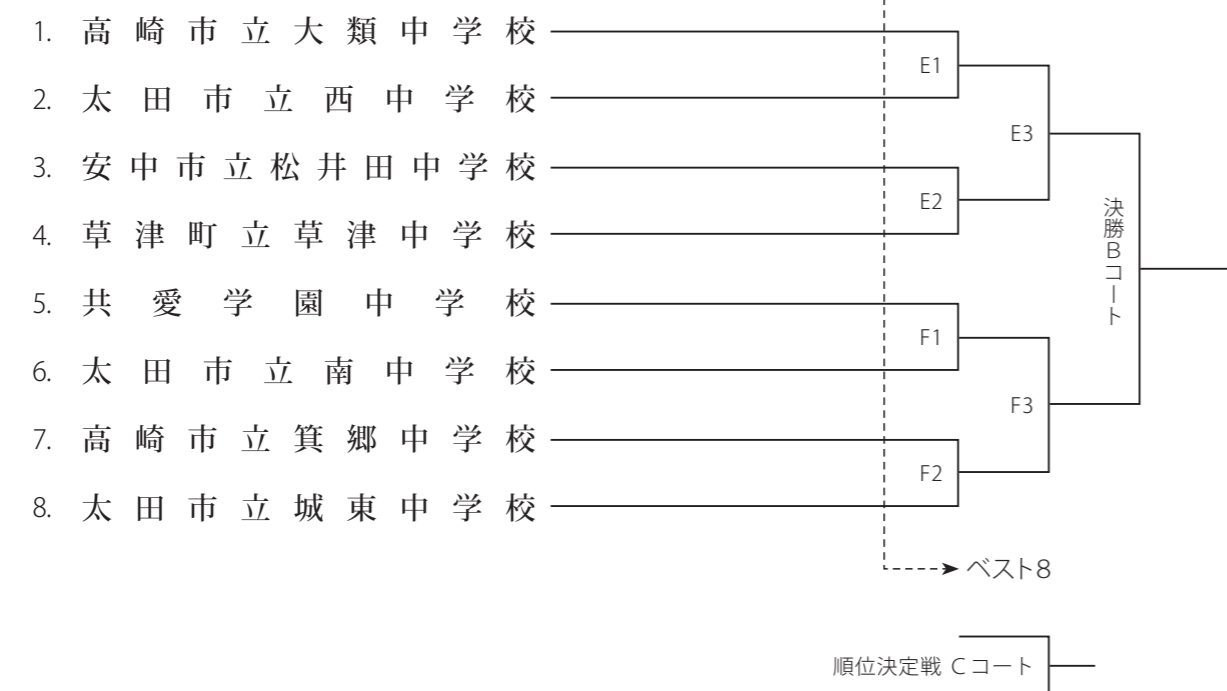 1. 高崎市立大類中学校
E1
2. 太田市立西中学校
E3
3. 安中市立松井田中学校
E2
4. 草津町立草津中学校
決勝Bコート
5. 共愛学園中学校
F1
6. 太田市立南中学校
F3
7. 高崎市立箕郷中学校
F2
8. 太田市立城東中学校
ベスト8
順位決定戦 Cコート